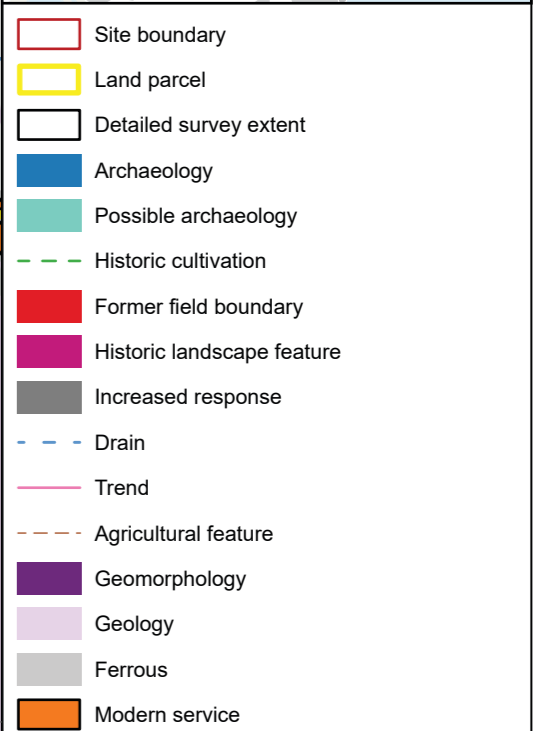 Site boundary
Land parcel
Detailed survey extent
Archaeology
Possible archaeology
Historic cultivation
Former field boundary
Historic landscape feature
Increased response
Drain
Trend
Agricultural feature
Geomorphology
Geology
Ferrous
Modern service